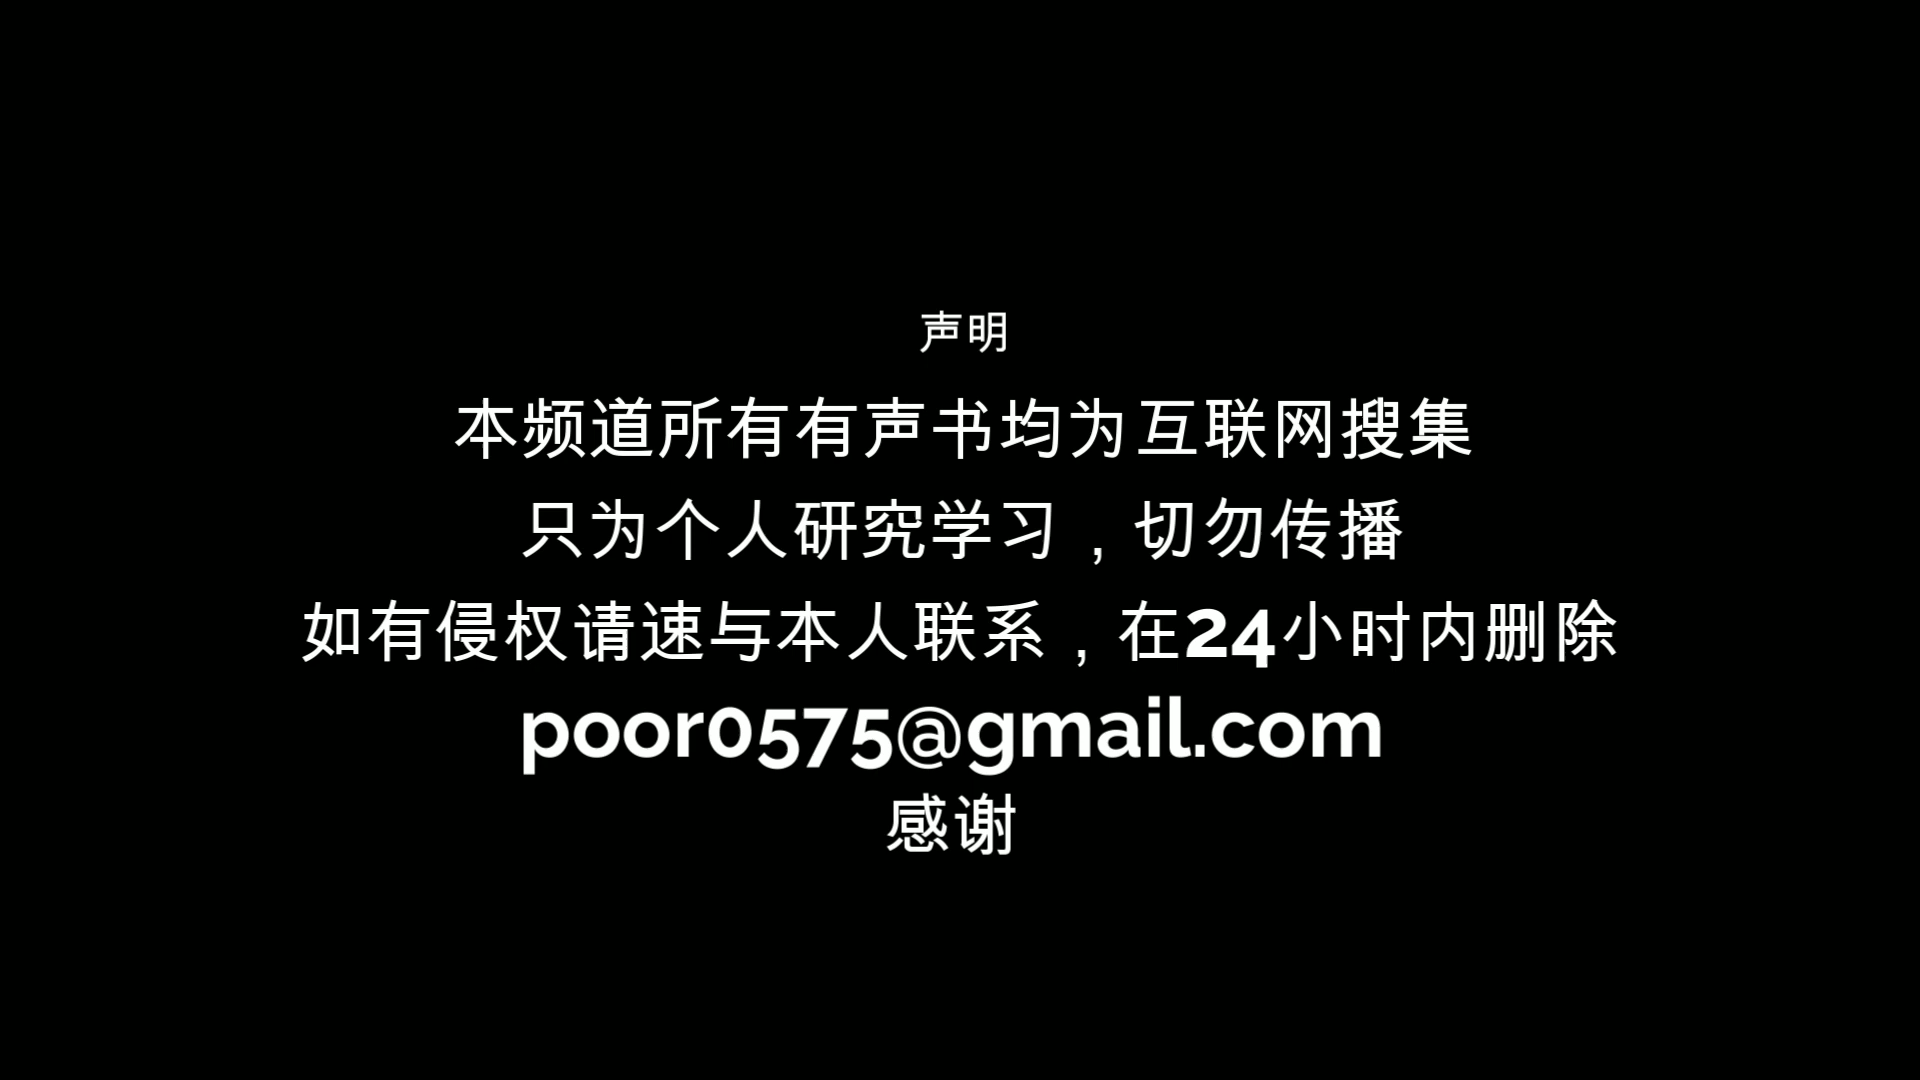 声明
本频道所有有声书均为互联网搜集
只为个人研究学习，切勿传播
如有侵权请速与本人联系，在24小时内删除
poor0575@gmail.com
感谢